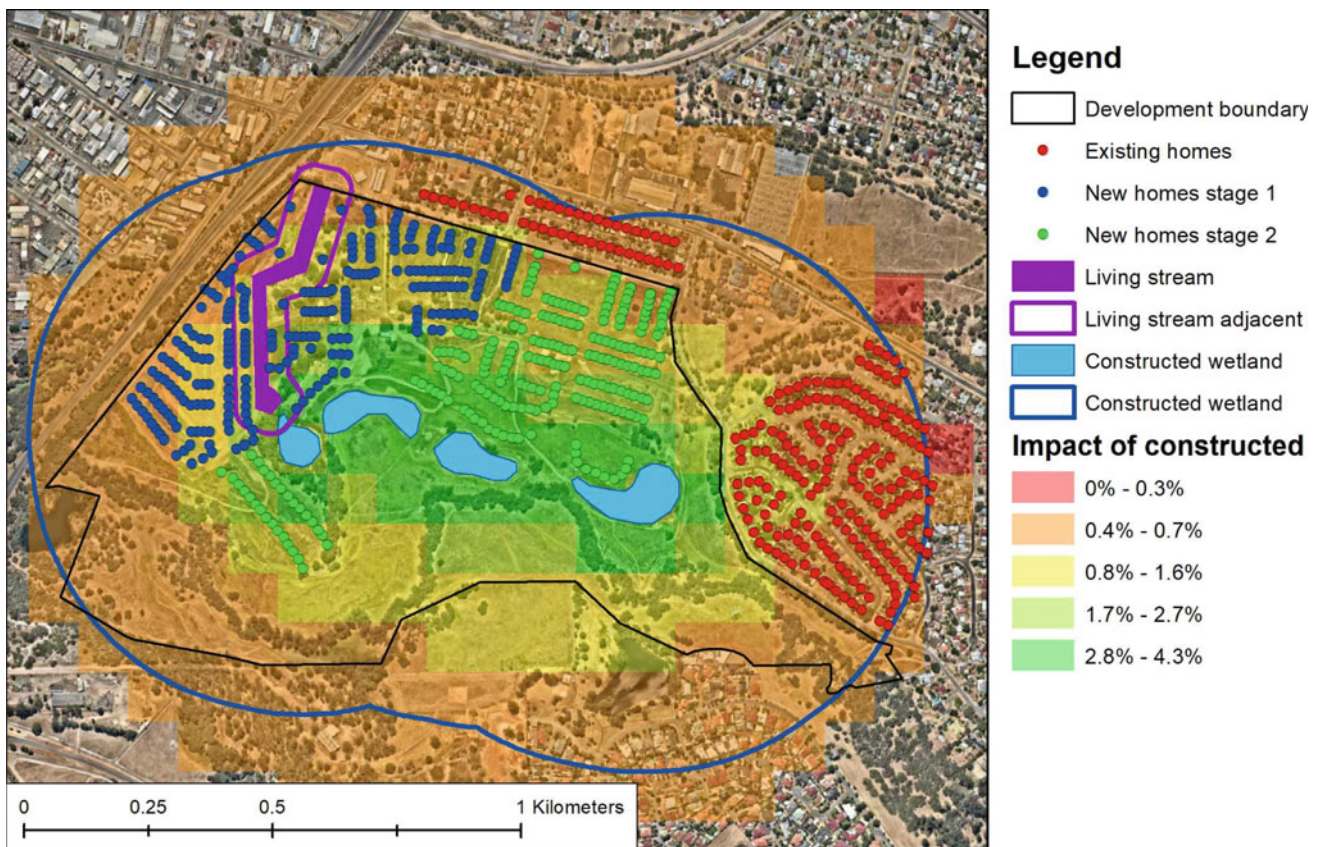 Legend
Development boundary
Existing homes
New homes stage 1
New homes stage 2
Living stream
Living stream adjacent
Constructed wetland
Constructed wetland
Impact of constructed
0% - 0.3%
0.4% - 0.7%
0.8% - 1.6%
1.7% - 2.7%
2.8% - 4.3%
0 0.25 0.5 1 Kilometers